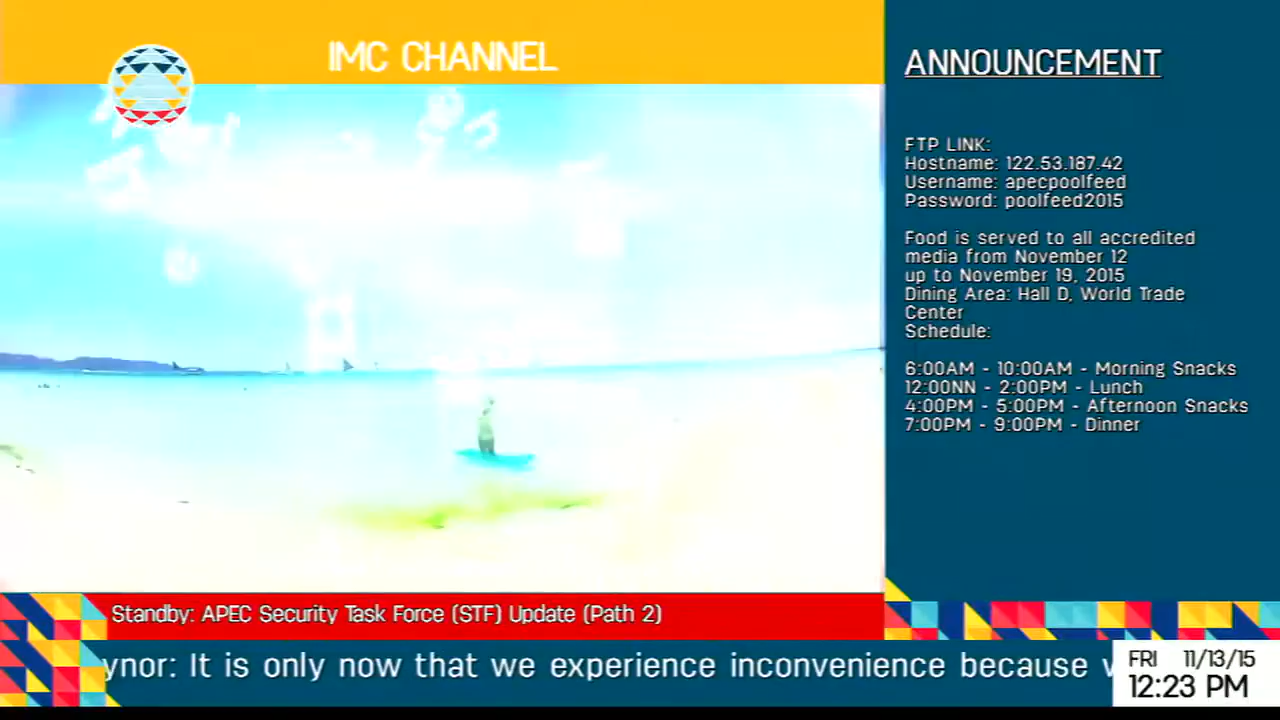 IMC CHANNEL
ANNOUNCEMENT
FTP LINK:
Hostname: 122.53.187.42
Username: apecpoolfeed
Password: poolfeed2015
Food is served to all accredited
media from November 12
up to November 19, 2015
Dining Area: Hall D, World Trade
Center
Schedule:
6:00AM - 10:00AM - Morning Snacks
12:00NN - 2:00PM - Lunch
4:00PM - 5:00PM - Afternoon Snacks
7:00PM - 9:00PM - Dinner
Standby: APEC Security Task Force (STF) Update (Path 2)
ynor: It is only now that we experience inconvenience because
FRI 11/13/15
12:23 PM